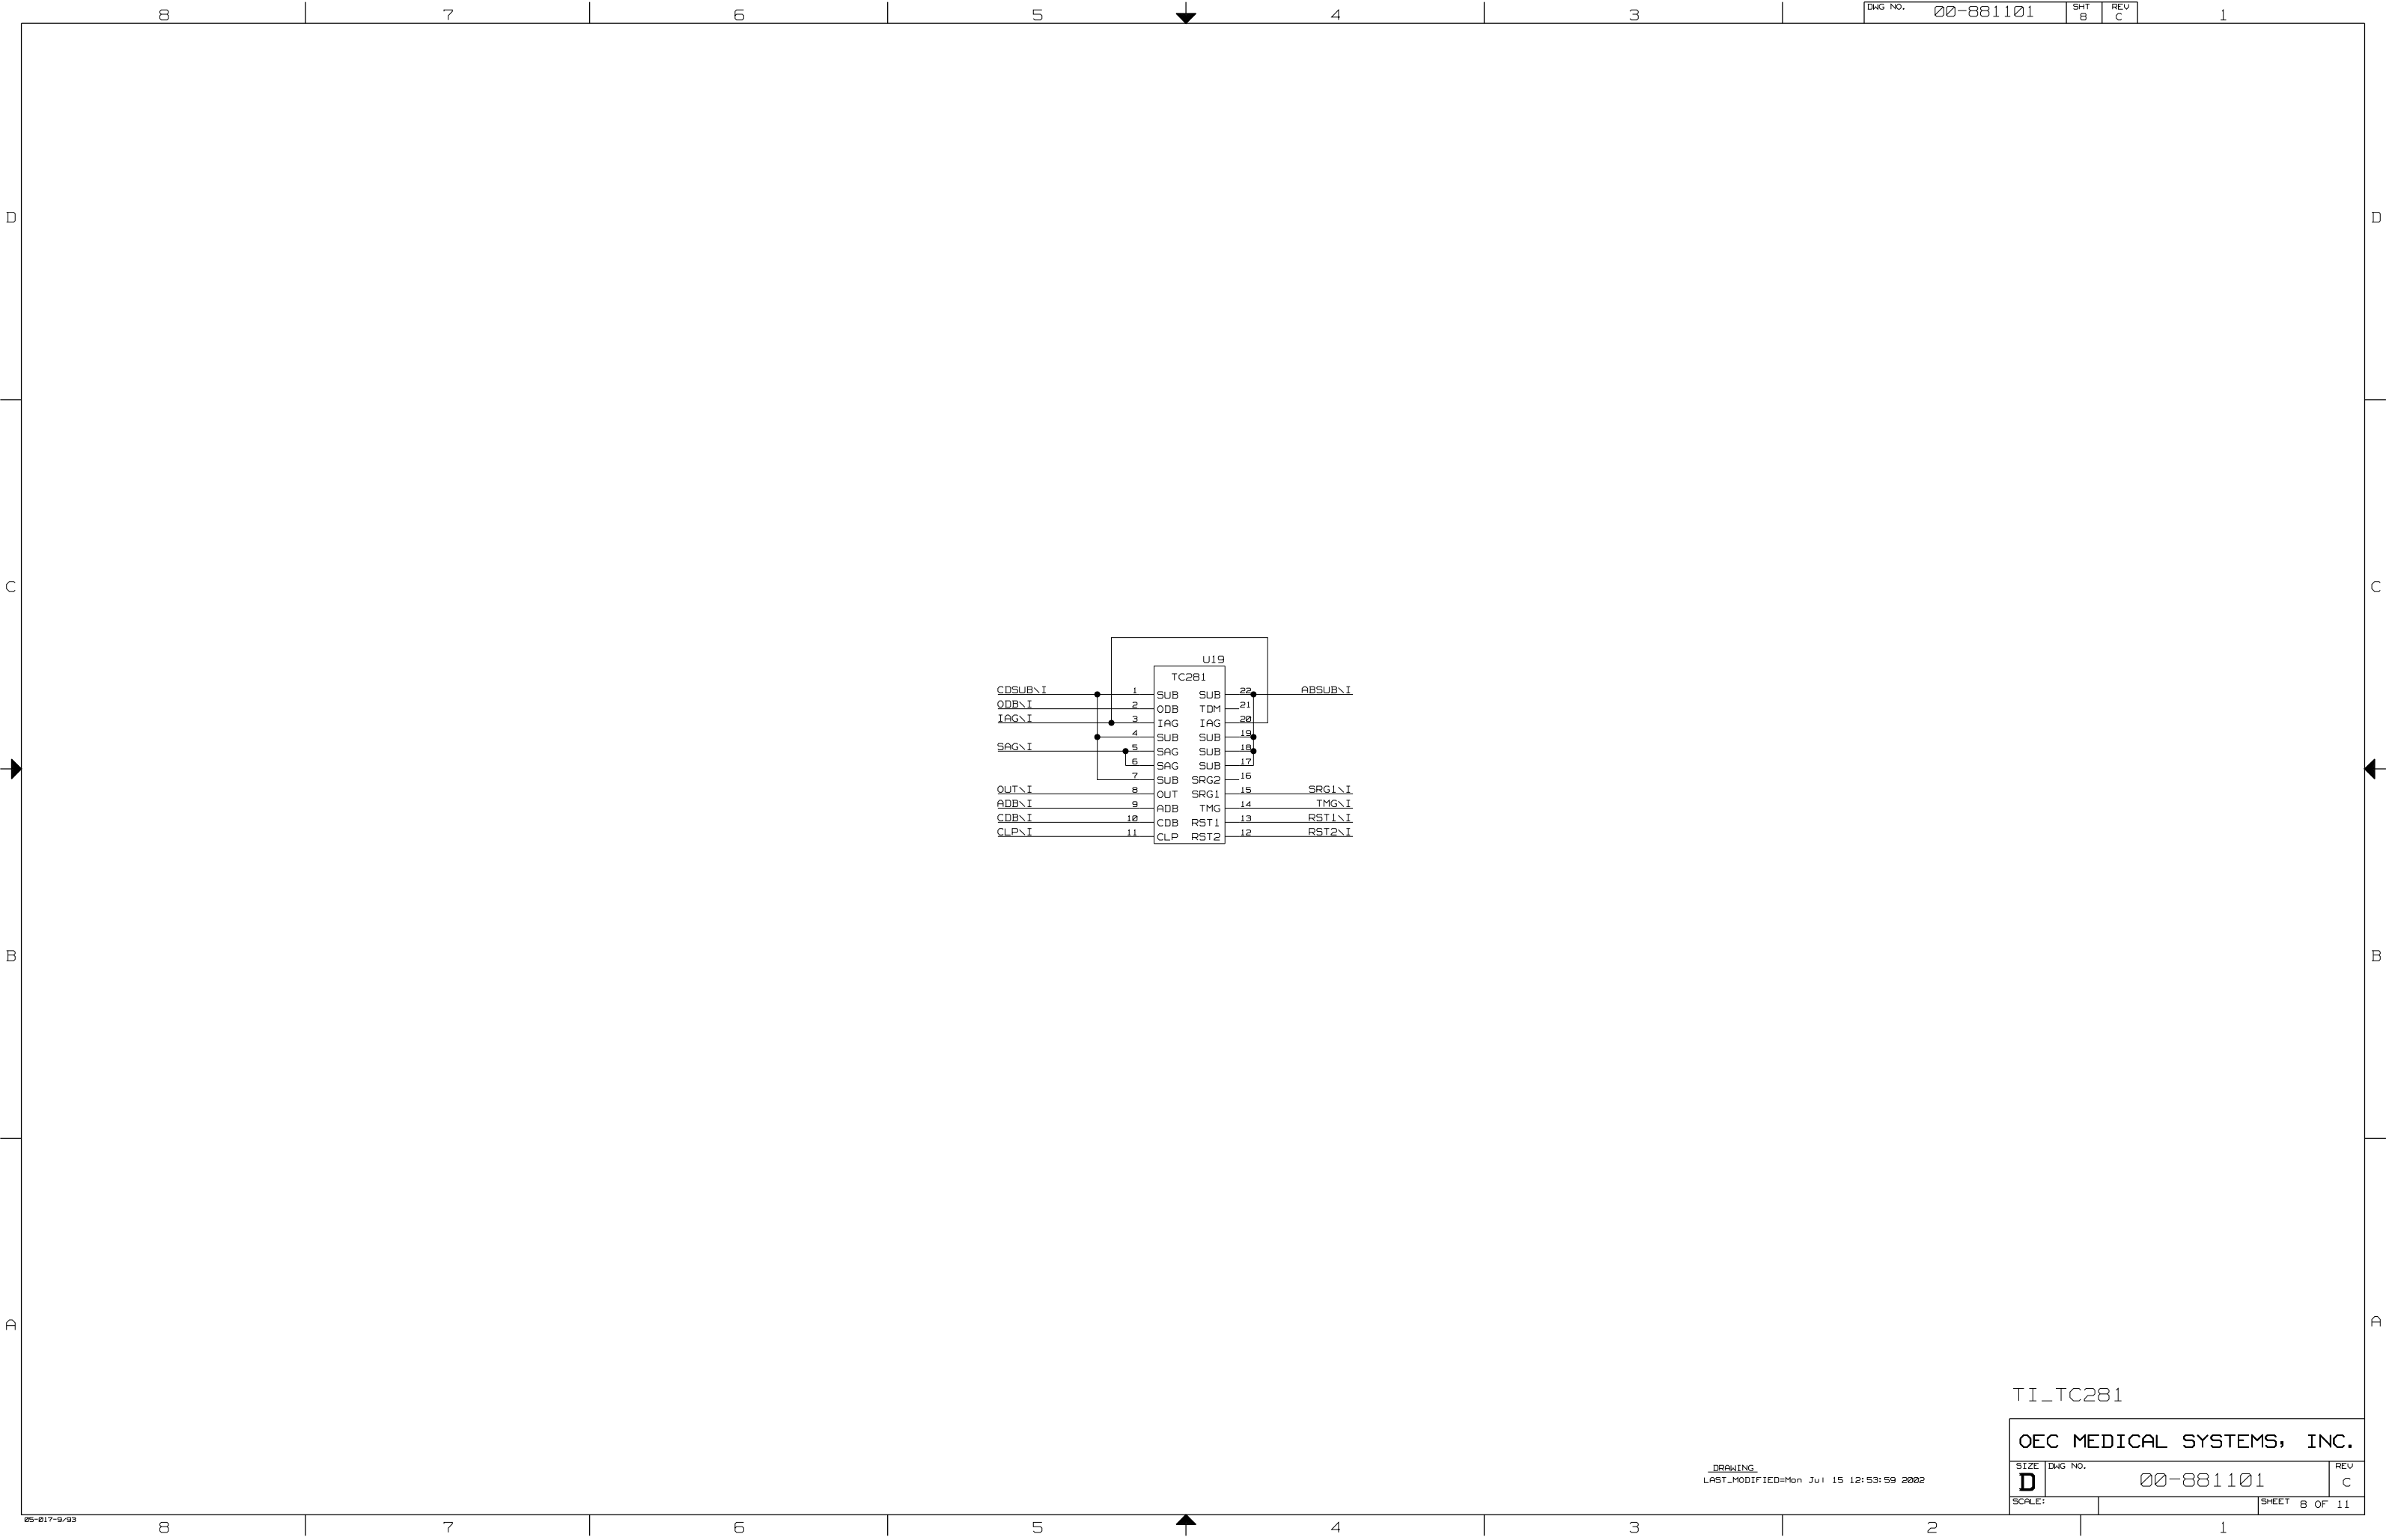 8 7 6 5 4 3 DWG NO. 00-881101 SHT 8 REV C 1
D D
C C
U19
TC281
CDSUB\I 1 SUB SUB 22 ABSUB\I
ODB\I 2 ODB TDM 21
IAG\I 3 IAG IAG 20
4 SUB SUB 19
SAG\I 5 SAG SUB 18
6 SAG SUB 17
7 SUB SRG2 16
OUT\I 8 OUT SRG1 15 SRG1\I
ADB\I 9 ADB TMG 14 TMG\I
CDB\I 10 CDB RST1 13 RST1\I
CLP\I 11 CLP RST2 12 RST2\I
B B
A A
TI_TC281
OEC MEDICAL SYSTEMS, INC.
DRAWING
LAST_MODIFIED=Mon Jul 15 12:53:59 2002
SIZE D DWG NO. 00-881101 REV C
SCALE: SHEET 8 OF 11
05-017-9/93
8 7 6 5 4 3 2 1